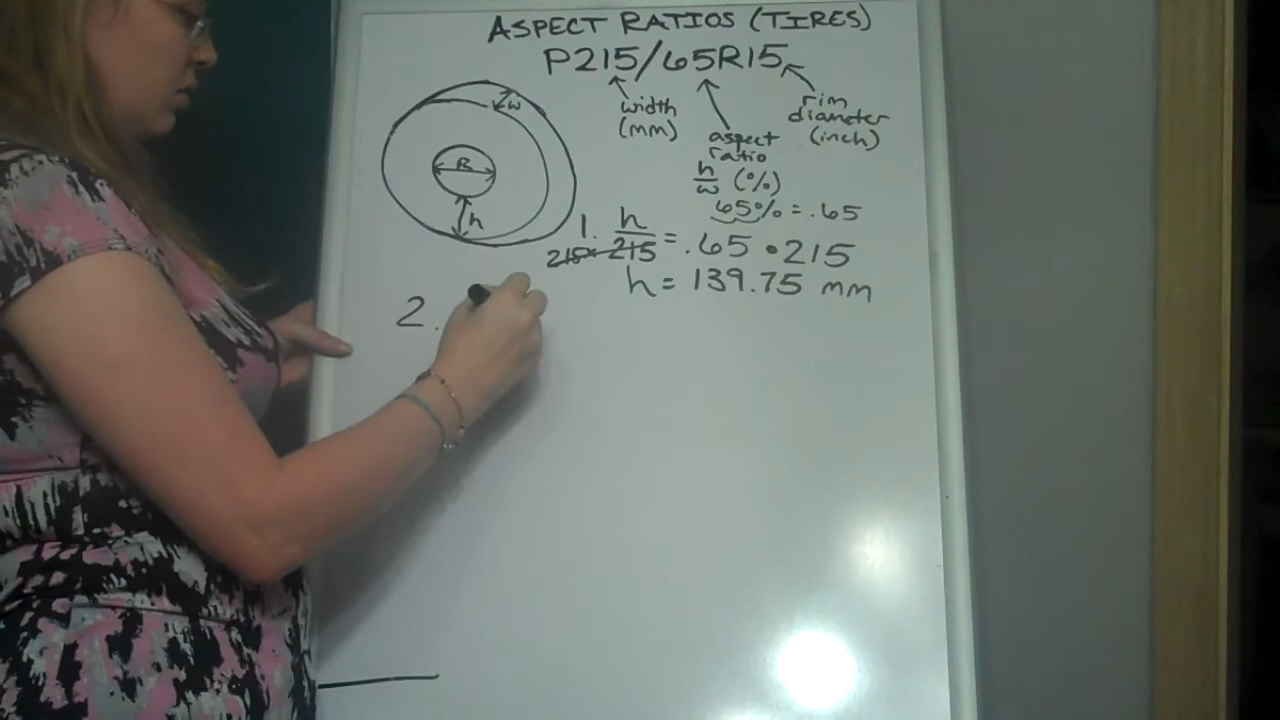 ASPECT RATIOS (TIRES)
P215/65R15
width
(mm)
aspect
ratio
h/w (%)
rim
diameter
(inch)
65% = .65
w
R
h
1. h/215 = .65 • 215
215 •
h = 139.75 mm
2.